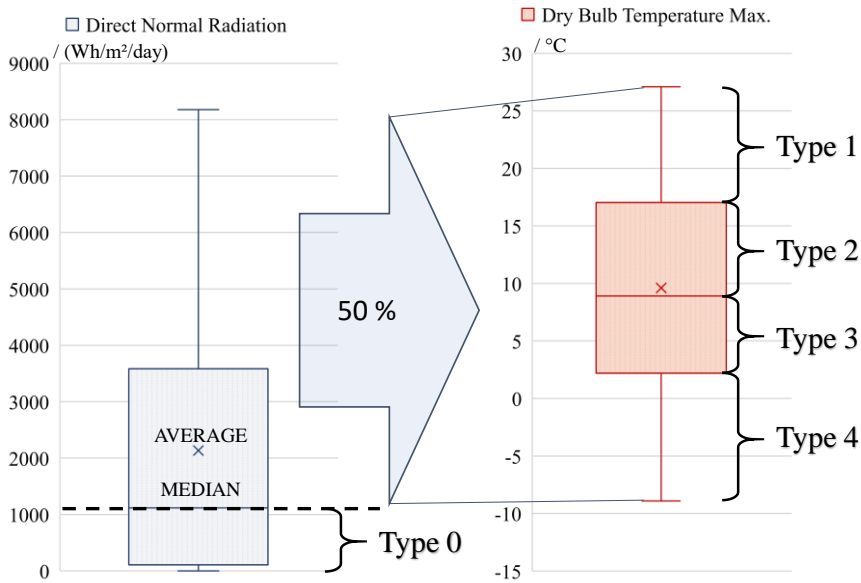 Direct Normal Radiation
/ (Wh/m²/day)
9000
8000
7000
6000
5000
4000
3000
2000
1000
0
AVERAGE
MEDIAN
Type 0
50 %
Dry Bulb Temperature Max.
/ °C
30
25
20
15
10
5
0
-5
-10
-15
Type 1
Type 2
Type 3
Type 4